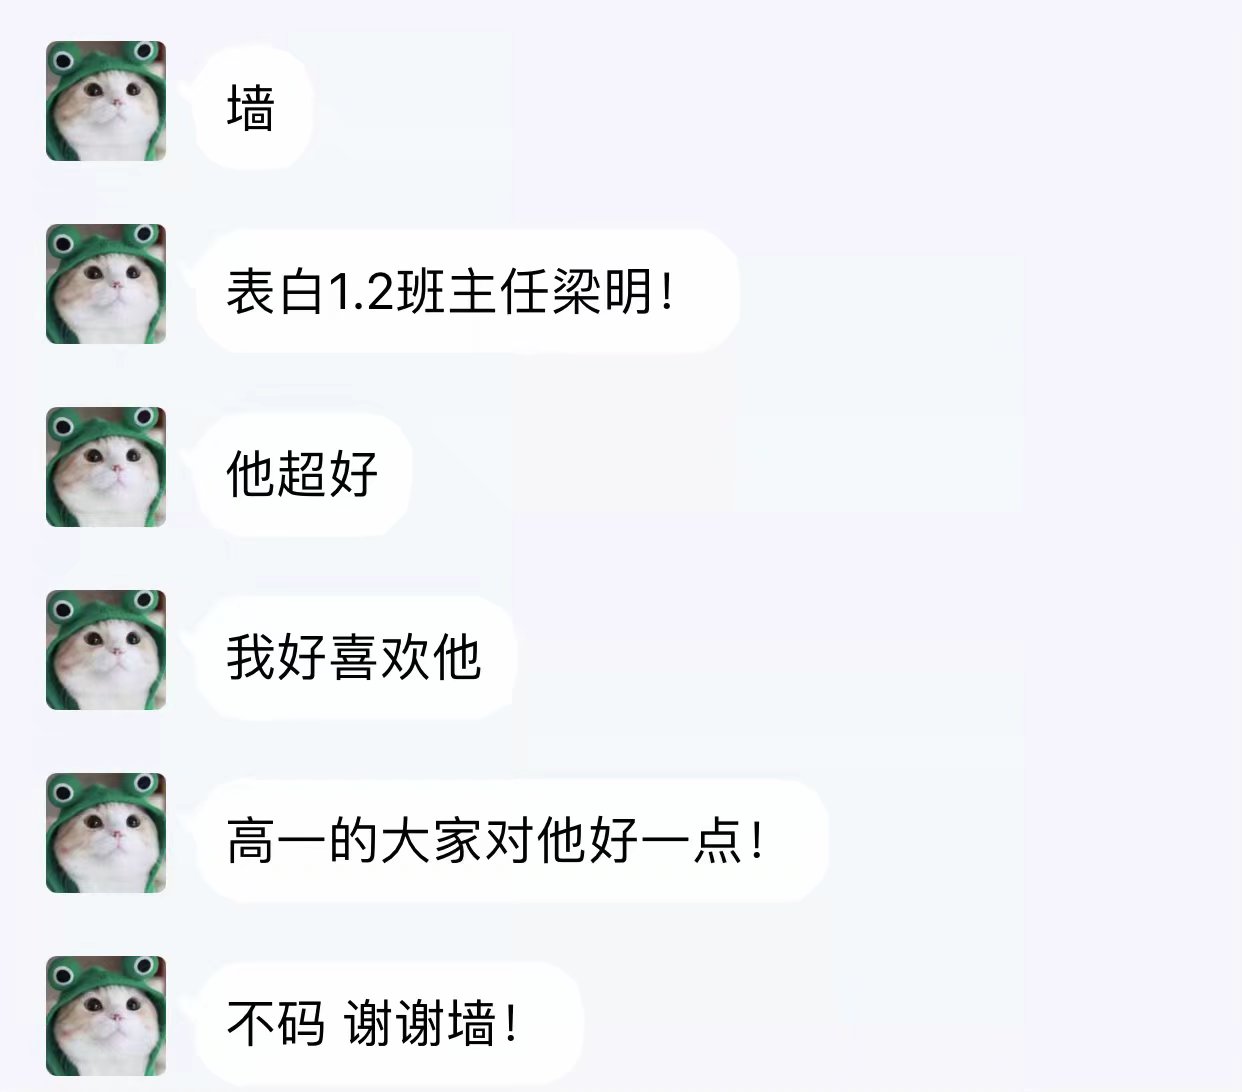 墙
表白1.2班主任梁明！
他超好
我好喜欢他
高一的大家对他好一点！
不码 谢谢墙！